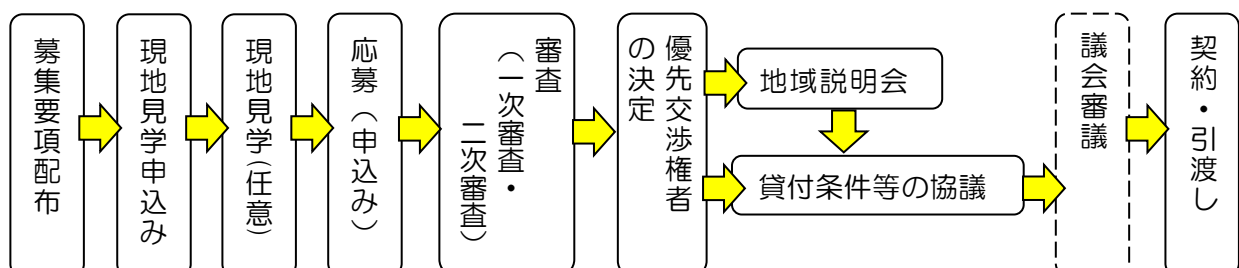 募集要項配布
現地見学申込み
現地見学(任意)
応募（申込み）
審査
（一次審査・
二次審査）
優先交渉権者
の決定
地域説明会
貸付条件等の協議
議会審議
契約・引渡し